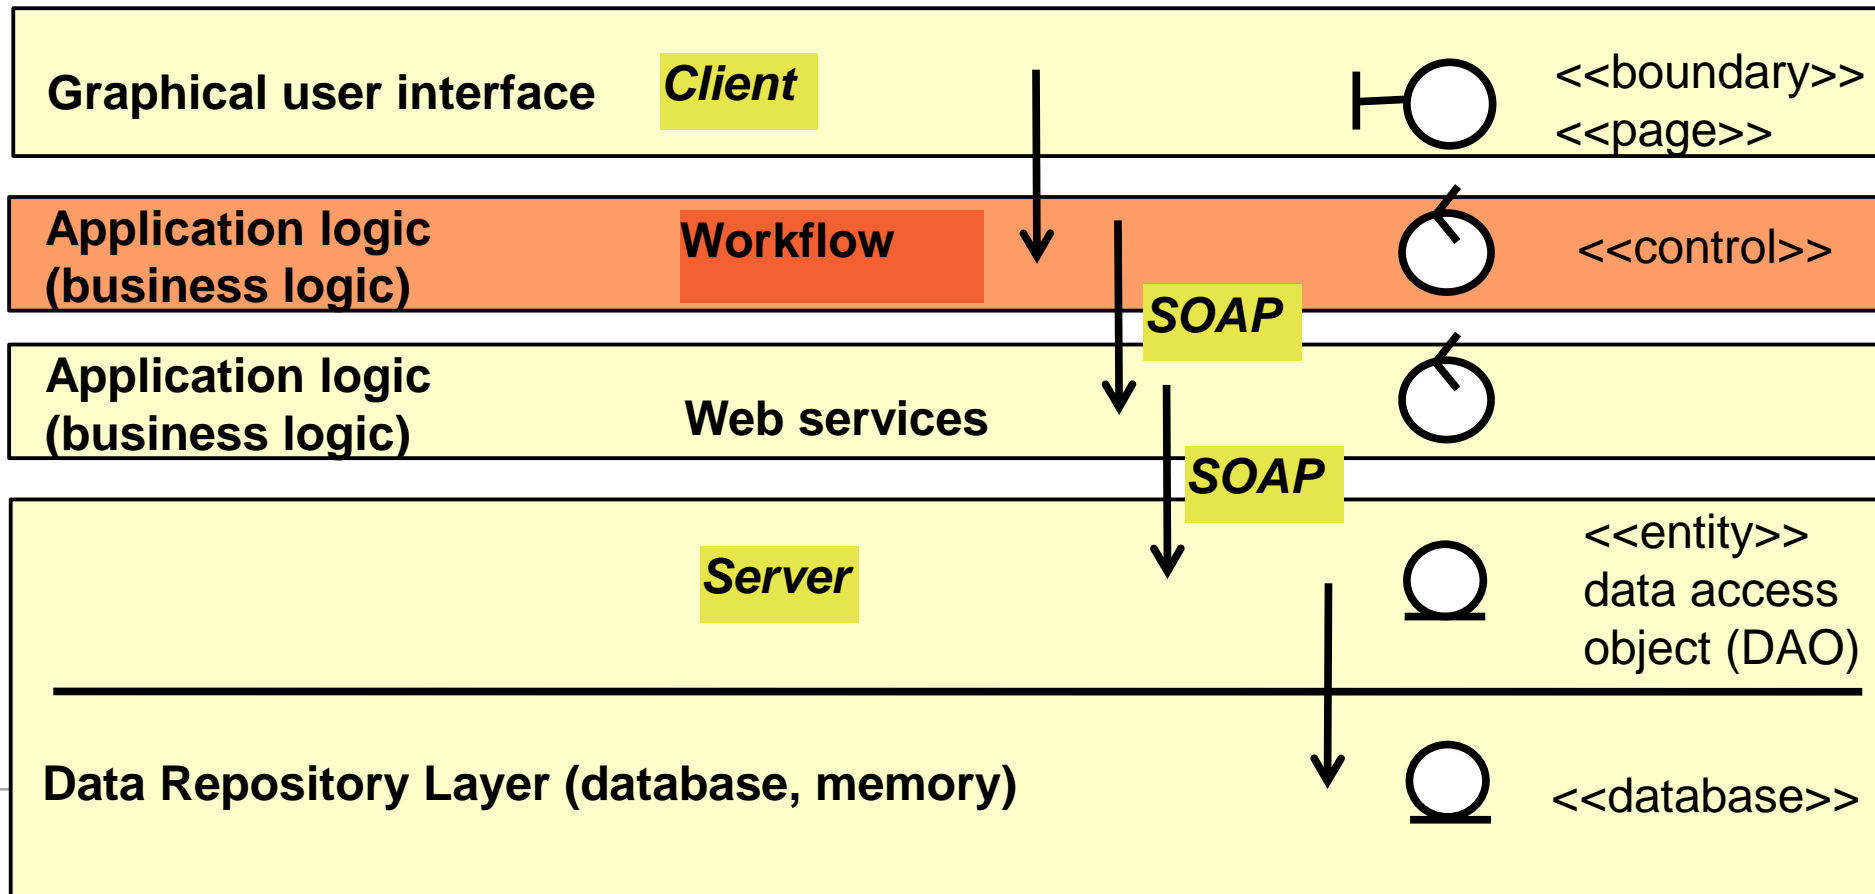 Graphical user interface
Client
<<boundary>>
<<page>>
Application logic
(business logic)
Workflow
<<control>>
SOAP
Application logic
(business logic)
Web services
SOAP
Server
<<entity>>
data access
object (DAO)
Data Repository Layer (database, memory)
<<database>>